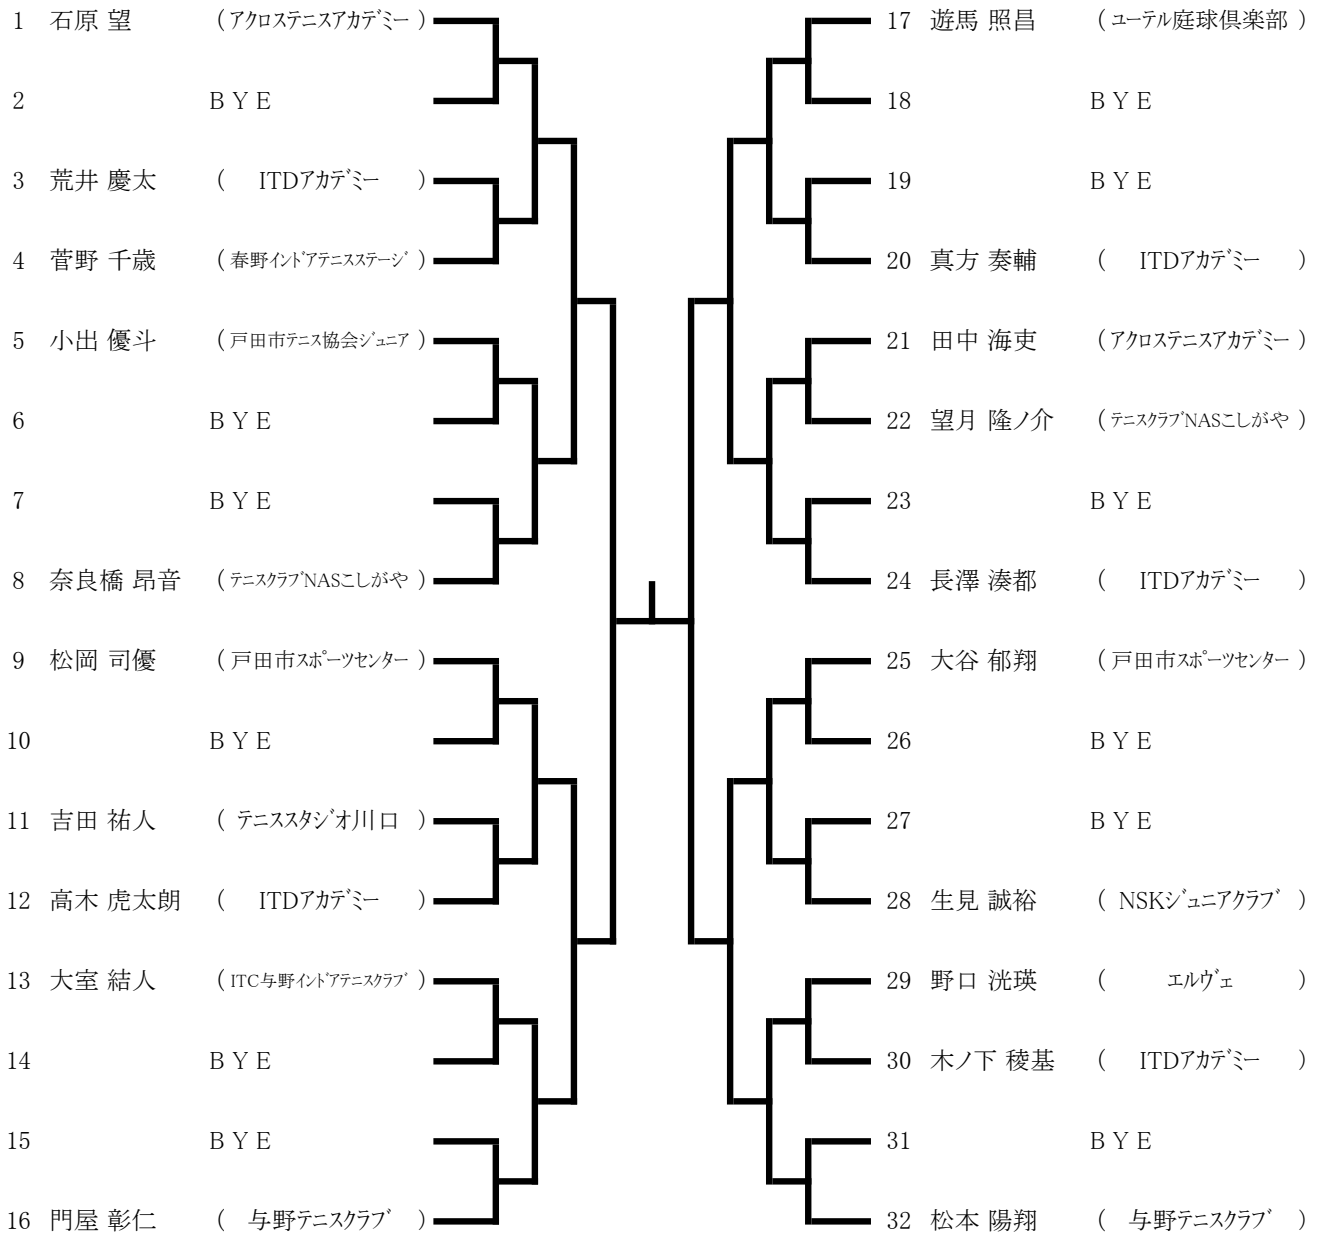 1 石原 望 ( アクロステニスアカデミー )
2 BYE
3 荒井 慶太 ( ITDアカデミー )
4 菅野 千歳 ( 春野インドアテニスステージ )
5 小出 優斗 ( 戸田市テニス協会ジュニア )
6 BYE
7 BYE
8 奈良橋 昂音 ( テニスクラブNASこしがや )
9 松岡 司優 ( 戸田市スポーツセンター )
10 BYE
11 吉田 祐人 ( テニススタジオ川口 )
12 高木 虎太朗 ( ITDアカデミー )
13 大室 結人 ( ITC与野インドアテニスクラブ )
14 BYE
15 BYE
16 門屋 彰仁 ( 与野テニスクラブ )
17 遊馬 照昌 ( ユーテル庭球倶楽部 )
18 BYE
19 BYE
20 真方 奏輔 ( ITDアカデミー )
21 田中 海吏 ( アクロステニスアカデミー )
22 望月 隆ノ介 ( テニスクラブNASこしがや )
23 BYE
24 長澤 湊都 ( ITDアカデミー )
25 大谷 郁翔 ( 戸田市スポーツセンター )
26 BYE
27 BYE
28 生見 誠裕 ( NSKジュニアクラブ )
29 野口 洸瑛 ( エルヴェ )
30 木ノ下 稜基 ( ITDアカデミー )
31 BYE
32 松本 陽翔 ( 与野テニスクラブ )